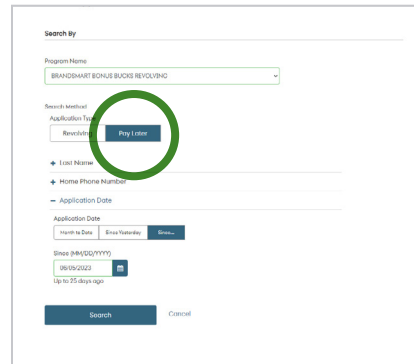 Search By
Program Name
BRANDSMART BONUS BUCKS REVOLVING
Search Method
Application Type
Revolving Pay Later
+ Last Name
+ Home Phone Number
− Application Date
Application Date
Month to Date Since Yesterday Since...
Since (MM/DD/YYYY)
06/05/2023
Up to 25 days ago
Search Cancel